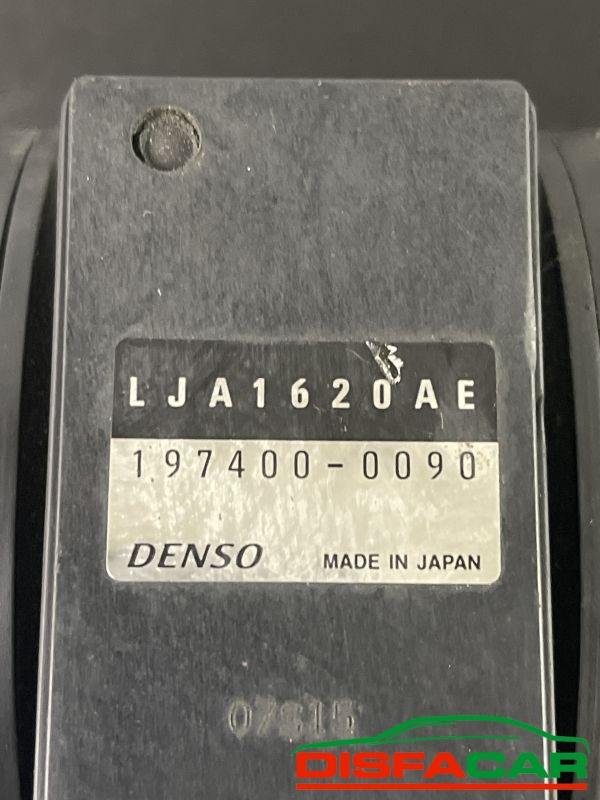 LJA1620AE
197400-0090
DENSO MADE IN JAPAN
DISFACAR